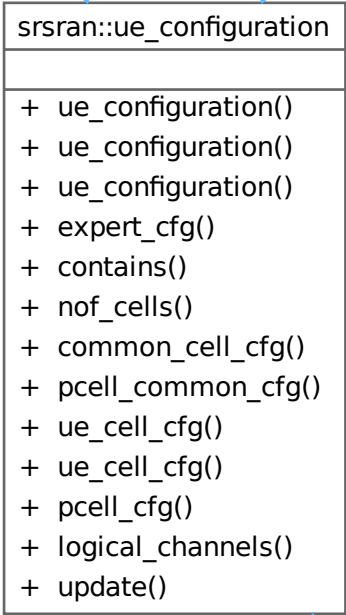 srsran::ue_configuration
+ ue_configuration()
+ ue_configuration()
+ ue_configuration()
+ expert_cfg()
+ contains()
+ nof_cells()
+ common_cell_cfg()
+ pcell_common_cfg()
+ ue_cell_cfg()
+ ue_cell_cfg()
+ pcell_cfg()
+ logical_channels()
+ update()